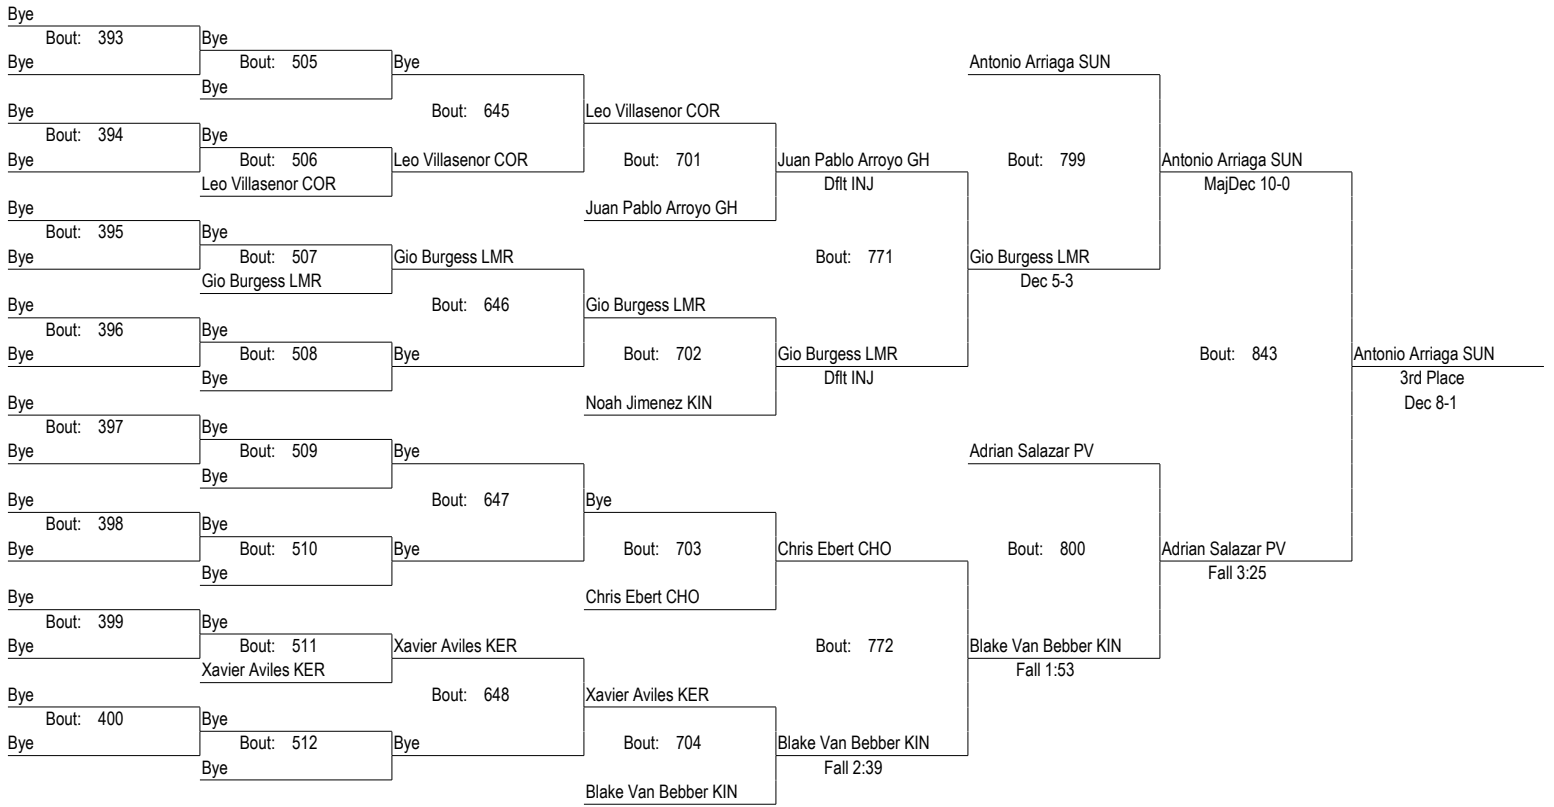 Bye
Bout: 393
Bye
Bye
Bout: 505
Bye
Bye
Antonio Arriaga SUN
Bye
Bout: 645
Bye
Leo Villasenor COR
Bout: 394
Bye
Bye
Bout: 506
Leo Villasenor COR
Bout: 701
Juan Pablo Arroyo GH
Bout: 799
Antonio Arriaga SUN
Leo Villasenor COR
Dflt INJ
MajDec 10-0
Bye
Juan Pablo Arroyo GH
Bout: 395
Bye
Bye
Bout: 507
Gio Burgess LMR
Bout: 771
Gio Burgess LMR
Gio Burgess LMR
Dec 5-3
Bye
Bout: 646
Gio Burgess LMR
Bout: 396
Bye
Bye
Bout: 508
Bye
Bout: 702
Gio Burgess LMR
Bout: 843
Antonio Arriaga SUN
Bye
Dflt INJ
3rd Place
Bye
Noah Jimenez KIN
Dec 8-1
Bout: 397
Bye
Bye
Bout: 509
Bye
Adrian Salazar PV
Bye
Bye
Bout: 647
Bye
Bout: 398
Bye
Bye
Bout: 510
Bye
Bout: 703
Chris Ebert CHO
Bout: 800
Adrian Salazar PV
Bye
Fall 3:25
Bye
Chris Ebert CHO
Bout: 399
Bye
Bye
Bout: 511
Xavier Aviles KER
Bout: 772
Blake Van Bebber KIN
Xavier Aviles KER
Fall 1:53
Bye
Bout: 648
Xavier Aviles KER
Bout: 400
Bye
Bye
Bout: 512
Bye
Bout: 704
Blake Van Bebber KIN
Bye
Fall 2:39
Blake Van Bebber KIN